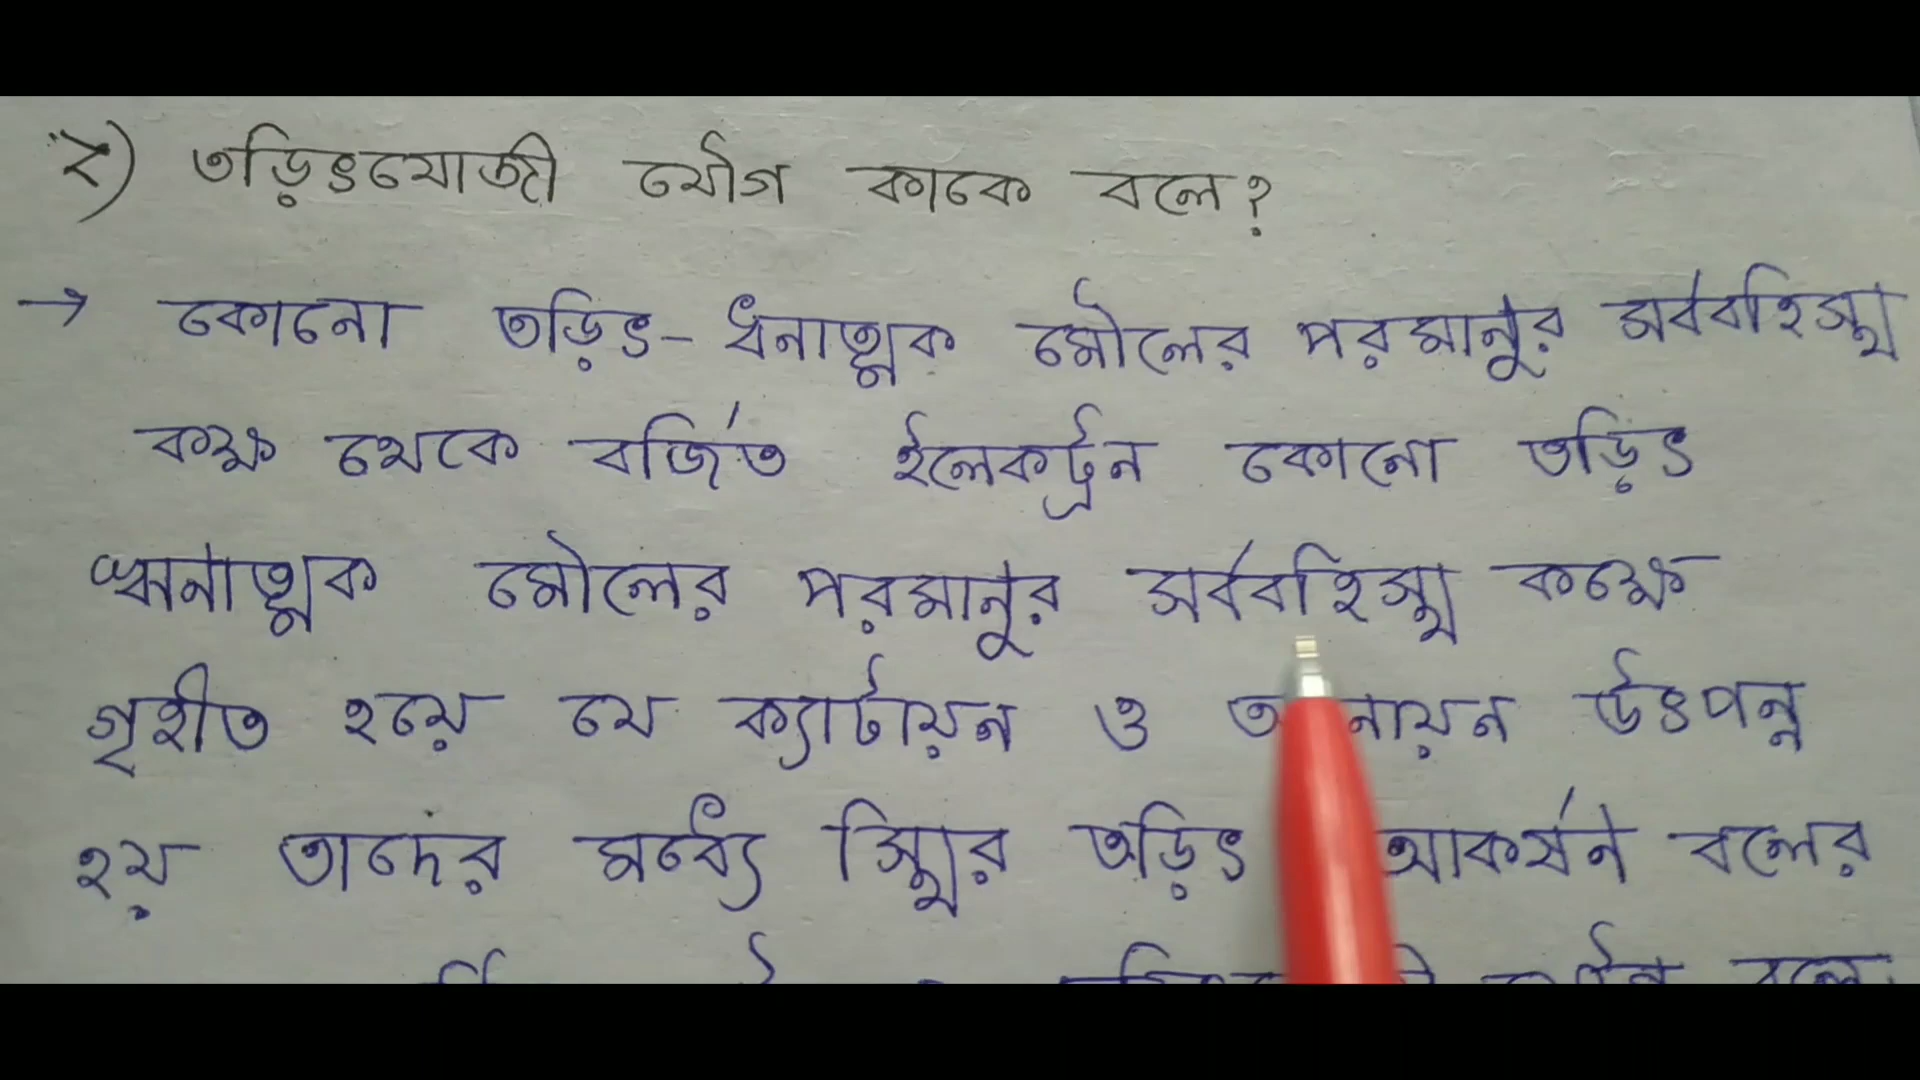 ২) তড়িৎযোজী যৌগ কাকে বলে?
→ কোনো তড়িৎ-ধনাত্মক মৌলের পরমানুর সর্ববহিস্থ
কক্ষ থেকে বর্জিত ইলেকট্রন কোনো তড়িৎ
ঋনাত্মক মৌলের পরমানুর সর্ববহিস্থ কক্ষে
গৃহীত হয়ে যে ক্যাটায়ন ও উৎপন্ন
হয় তাদের মধ্যে স্থির তড়িৎ আকর্ষন বলের
বলে